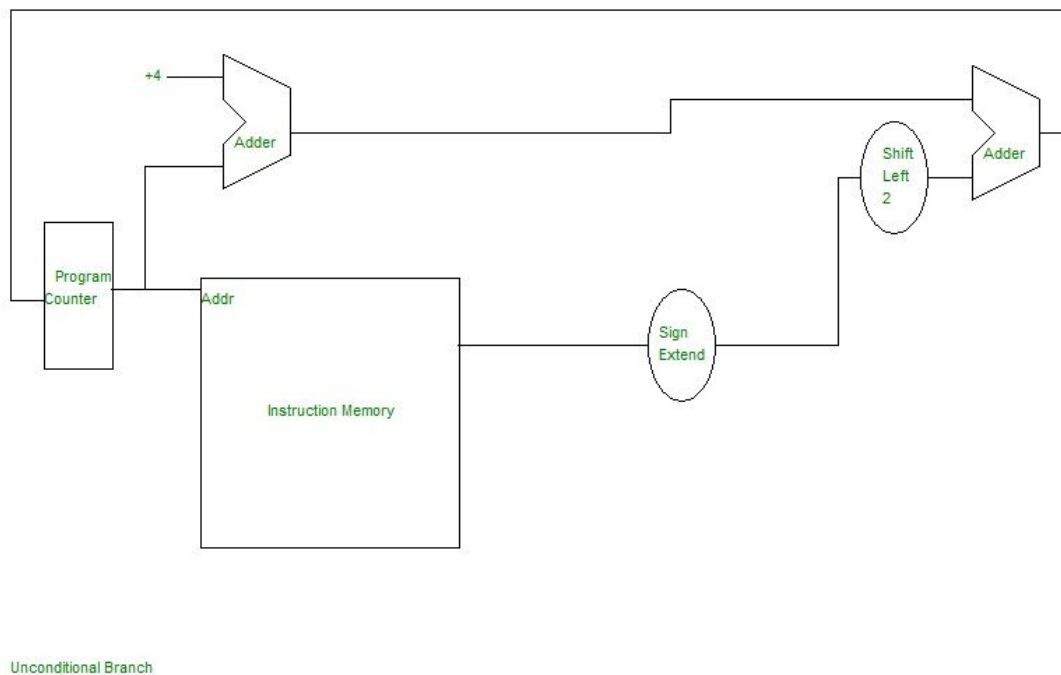 +4
Adder
Shift
Left
2
Adder
Program
Counter
Addr
Sign
Extend
Instruction Memory
Unconditional Branch